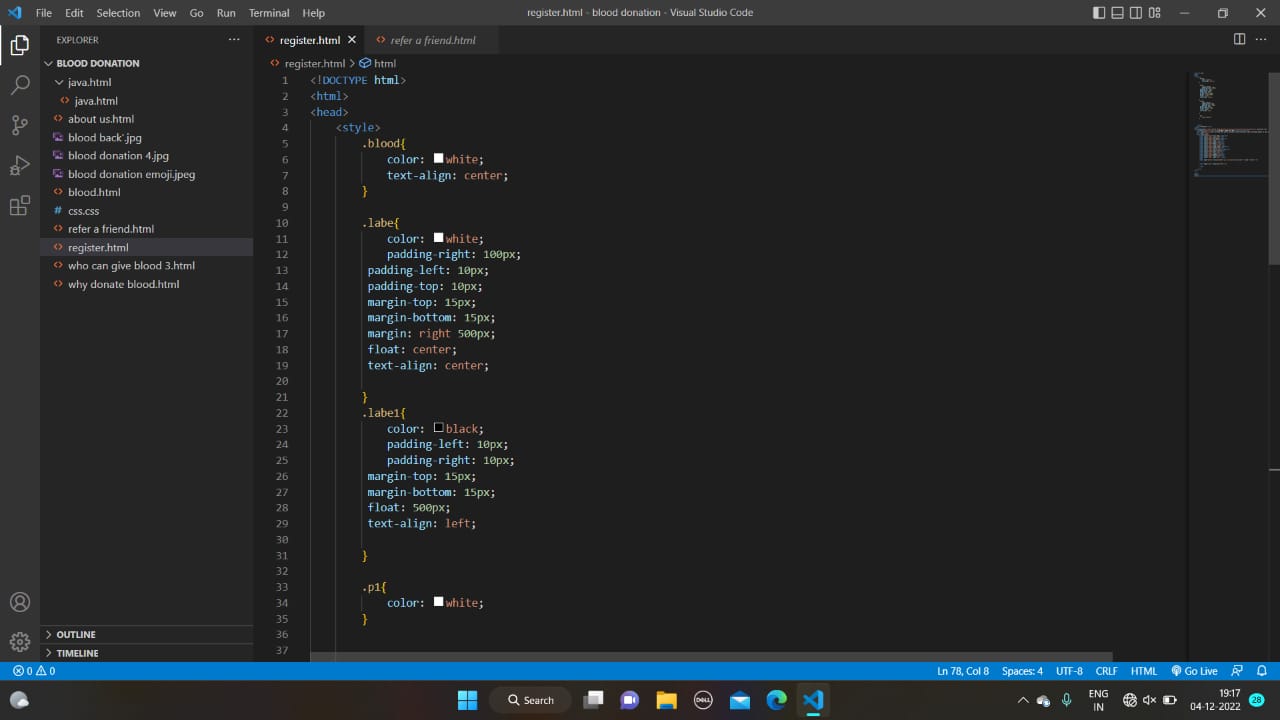 File Edit Selection View Go Run Terminal Help
register.html - blood donation - Visual Studio Code
EXPLORER
register.html
refer a friend.html
BLOOD DONATION
java.html
java.html
about us.html
blood back'.jpg
blood donation 4.jpg
blood donation emoji.jpeg
blood.html
css.css
refer a friend.html
register.html
who can give blood 3.html
why donate blood.html
OUTLINE
TIMELINE
register.html > html
1 <!DOCTYPE html>
2 <html>
3 <head>
4 <style>
5 .blood{
6 color: white;
7 text-align: center;
8 }
9
10 .labe{
11 color: white;
12 padding-right: 100px;
13 padding-left: 10px;
14 padding-top: 10px;
15 margin-top: 15px;
16 margin-bottom: 15px;
17 margin: right 500px;
18 float: center;
19 text-align: center;
20
21 }
22 .labe1{
23 color: black;
24 padding-left: 10px;
25 padding-right: 10px;
26 margin-top: 15px;
27 margin-bottom: 15px;
28 float: 500px;
29 text-align: left;
30
31 }
32
33 .p1{
34 color: white;
35 }
36
37
0 0
Ln 78, Col 8 Spaces: 4 UTF-8 CRLF HTML Go Live
Search
DELL
ENG
IN
19:17
04-12-2022
28